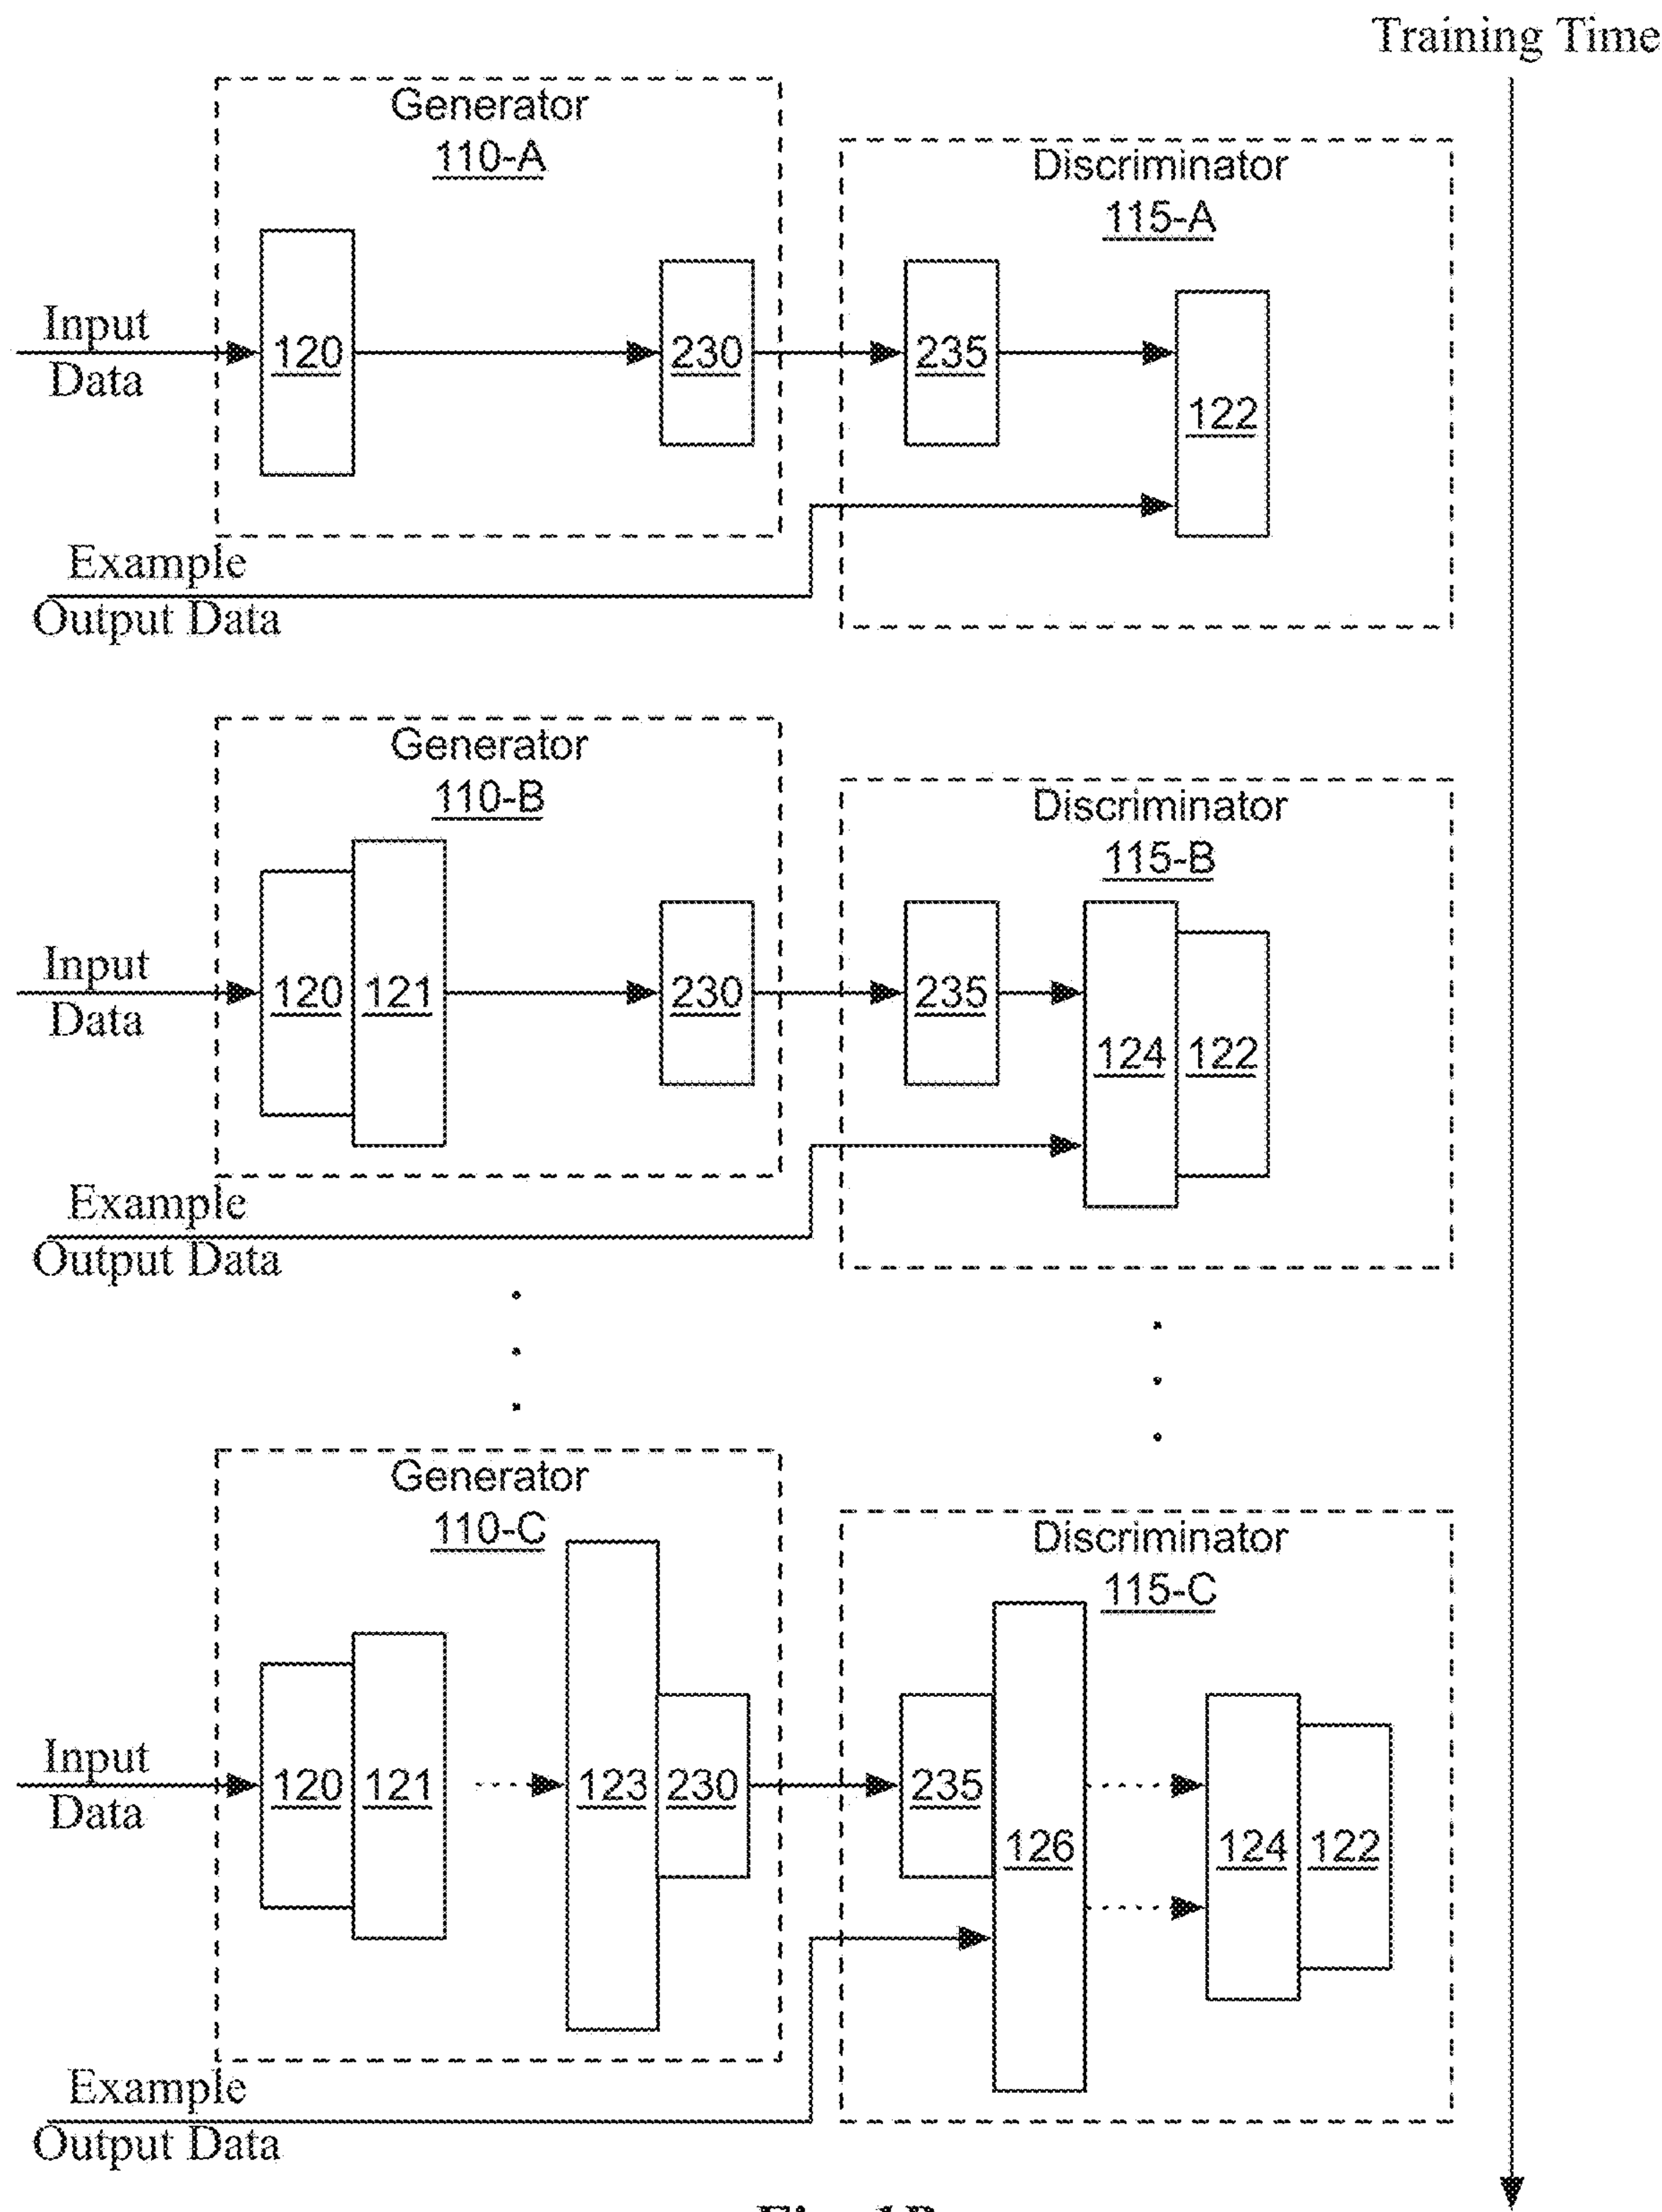 Training Time
Generator
110-A
Discriminator
115-A
Input
Data
120
230
235
122
Example
Output Data
Generator
110-B
Discriminator
115-B
Input
Data
120
121
230
235
124
122
Example
Output Data
Generator
110-C
Discriminator
115-C
Input
Data
120
121
123
230
235
126
124
122
Example
Output Data